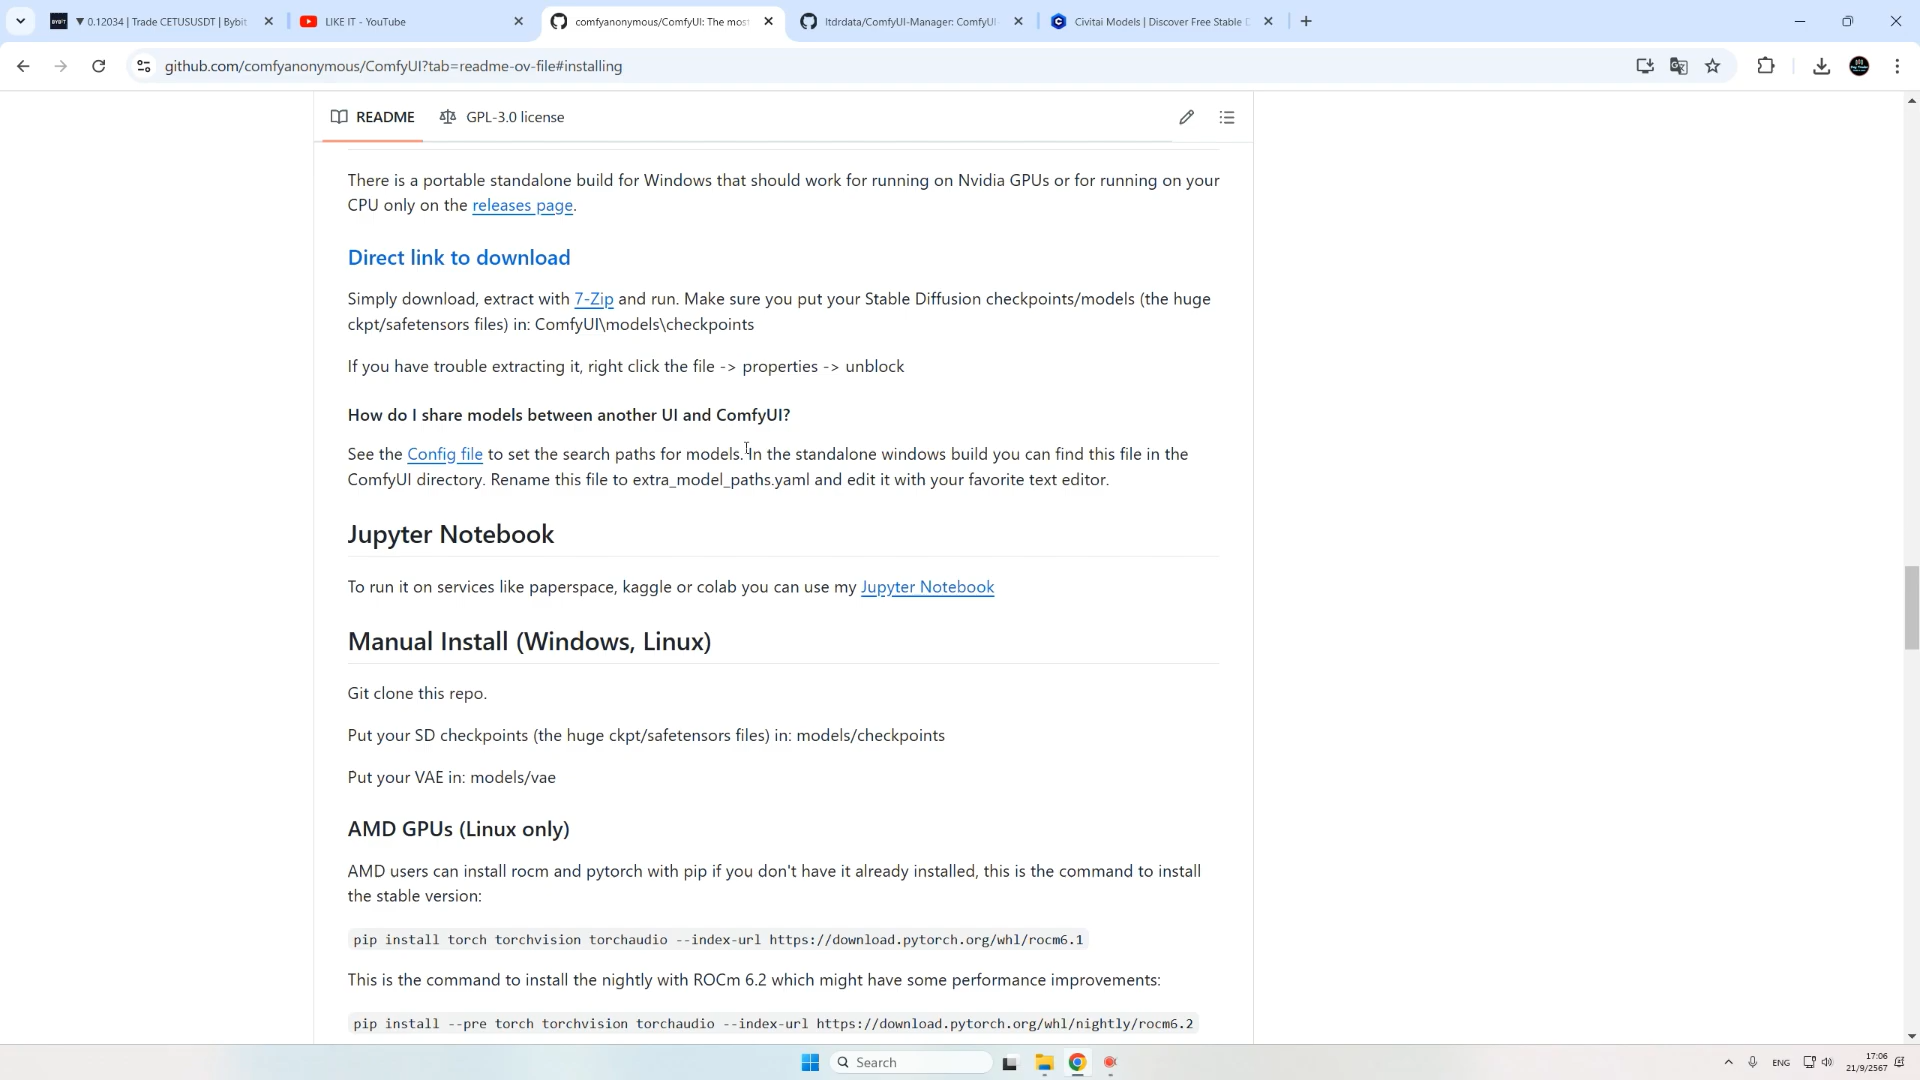 ▼ 0.12034 | Trade CETUSUSDT | Bybit
LIKE IT - YouTube
comfyanonymous/ComfyUI: The most
ltdrdata/ComfyUI-Manager: ComfyUI-
Civitai Models | Discover Free Stable D
github.com/comfyanonymous/ComfyUI?tab=readme-ov-file#installing
README
GPL-3.0 license
There is a portable standalone build for Windows that should work for running on Nvidia GPUs or for running on your
CPU only on the releases page.
Direct link to download
Simply download, extract with 7-Zip and run. Make sure you put your Stable Diffusion checkpoints/models (the huge
ckpt/safetensors files) in: ComfyUI\models\checkpoints
If you have trouble extracting it, right click the file -> properties -> unblock
How do I share models between another UI and ComfyUI?
See the Config file to set the search paths for models. In the standalone windows build you can find this file in the
ComfyUI directory. Rename this file to extra_model_paths.yaml and edit it with your favorite text editor.
Jupyter Notebook
To run it on services like paperspace, kaggle or colab you can use my Jupyter Notebook
Manual Install (Windows, Linux)
Git clone this repo.
Put your SD checkpoints (the huge ckpt/safetensors files) in: models/checkpoints
Put your VAE in: models/vae
AMD GPUs (Linux only)
AMD users can install rocm and pytorch with pip if you don't have it already installed, this is the command to install
the stable version:
pip install torch torchvision torchaudio --index-url https://download.pytorch.org/whl/rocm6.1
This is the command to install the nightly with ROCm 6.2 which might have some performance improvements:
pip install --pre torch torchvision torchaudio --index-url https://download.pytorch.org/whl/nightly/rocm6.2
Search
ENG
17:06
21/9/2567